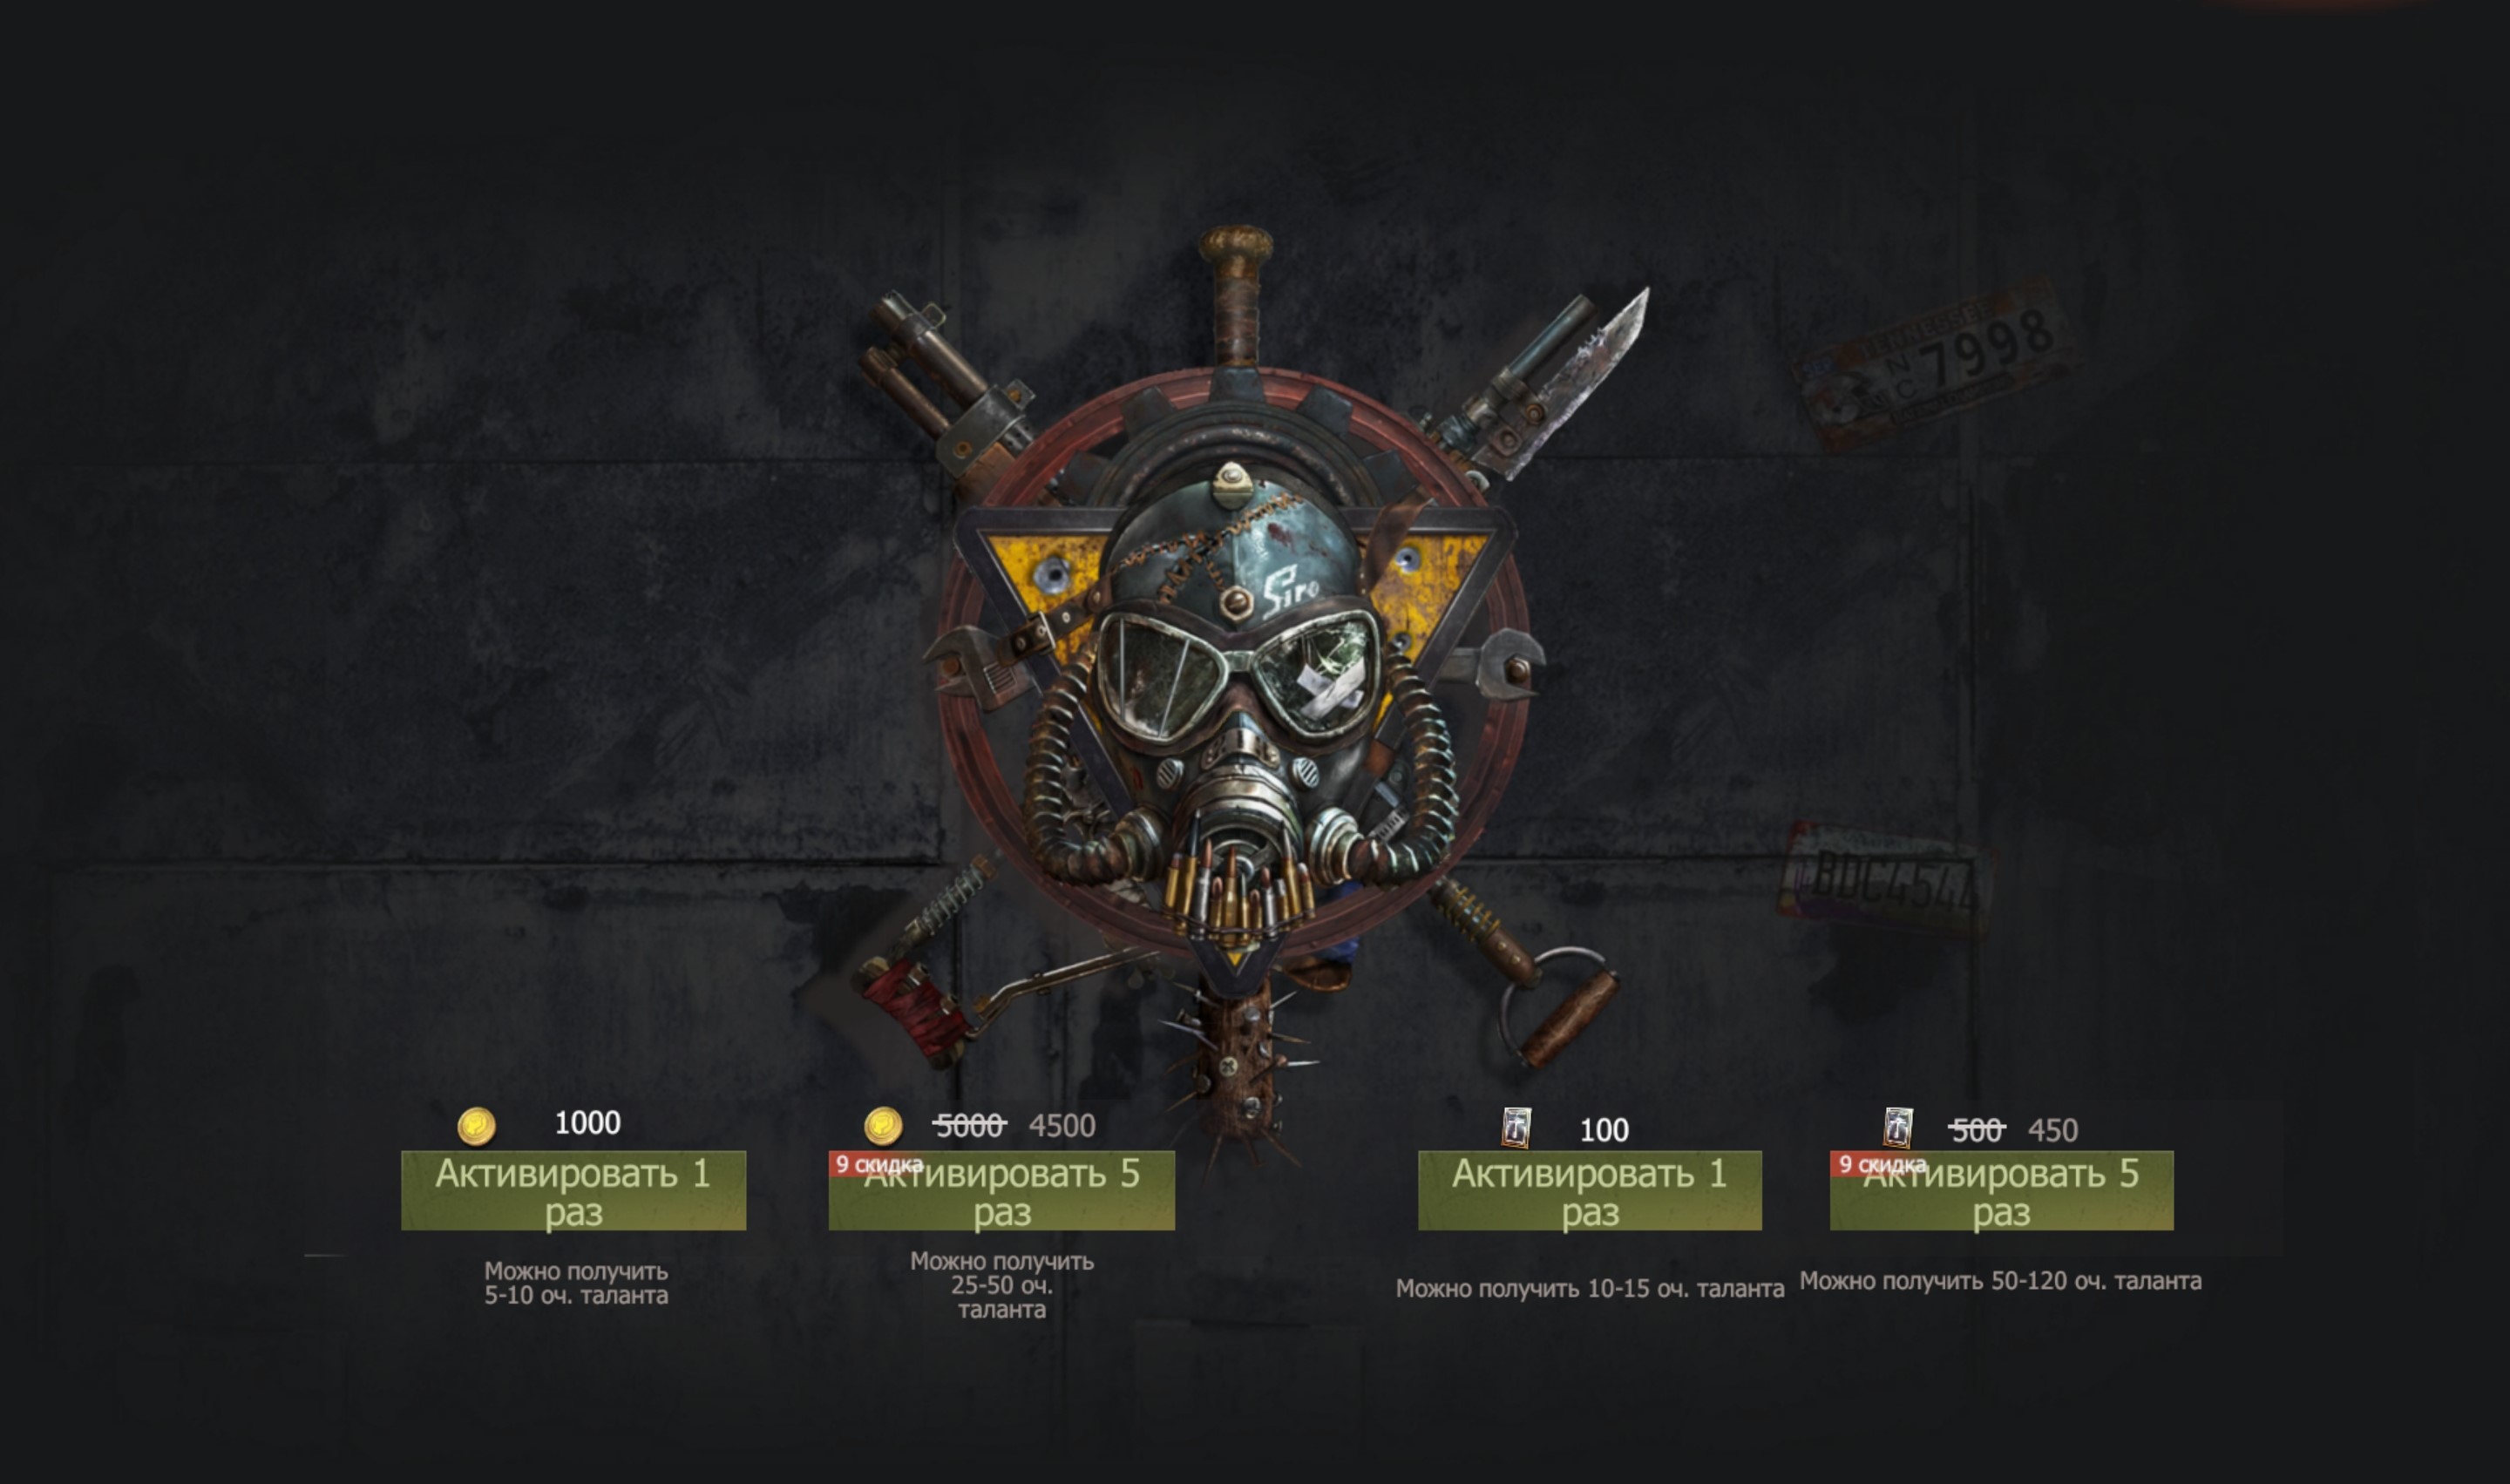 7998
Siro
BDC4544
1000
5000 4500
100
500 450
Активировать 1
раз
9 скидка
Активировать 5
раз
Активировать 1
раз
9 скидка
Активировать 5
раз
Можно получить
5-10 оч. таланта
Можно получить
25-50 оч.
таланта
Можно получить 10-15 оч. таланта
Можно получить 50-120 оч. таланта